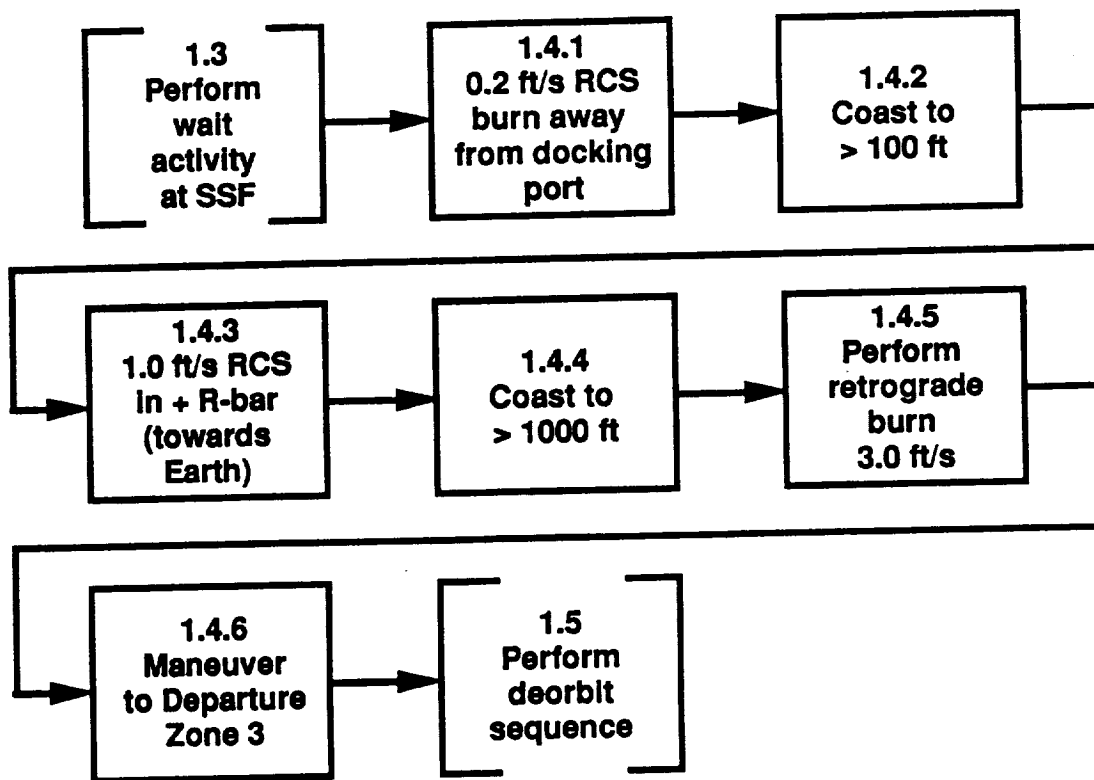 1.3
Perform
wait
activity
at SSF
1.4.1
0.2 ft/s RCS
burn away
from docking
port
1.4.2
Coast to
> 100 ft
1.4.3
1.0 ft/s RCS
in + R-bar
(towards
Earth)
1.4.4
Coast to
> 1000 ft
1.4.5
Perform
retrograde
burn
3.0 ft/s
1.4.6
Maneuver
to Departure
Zone 3
1.5
Perform
deorbit
sequence